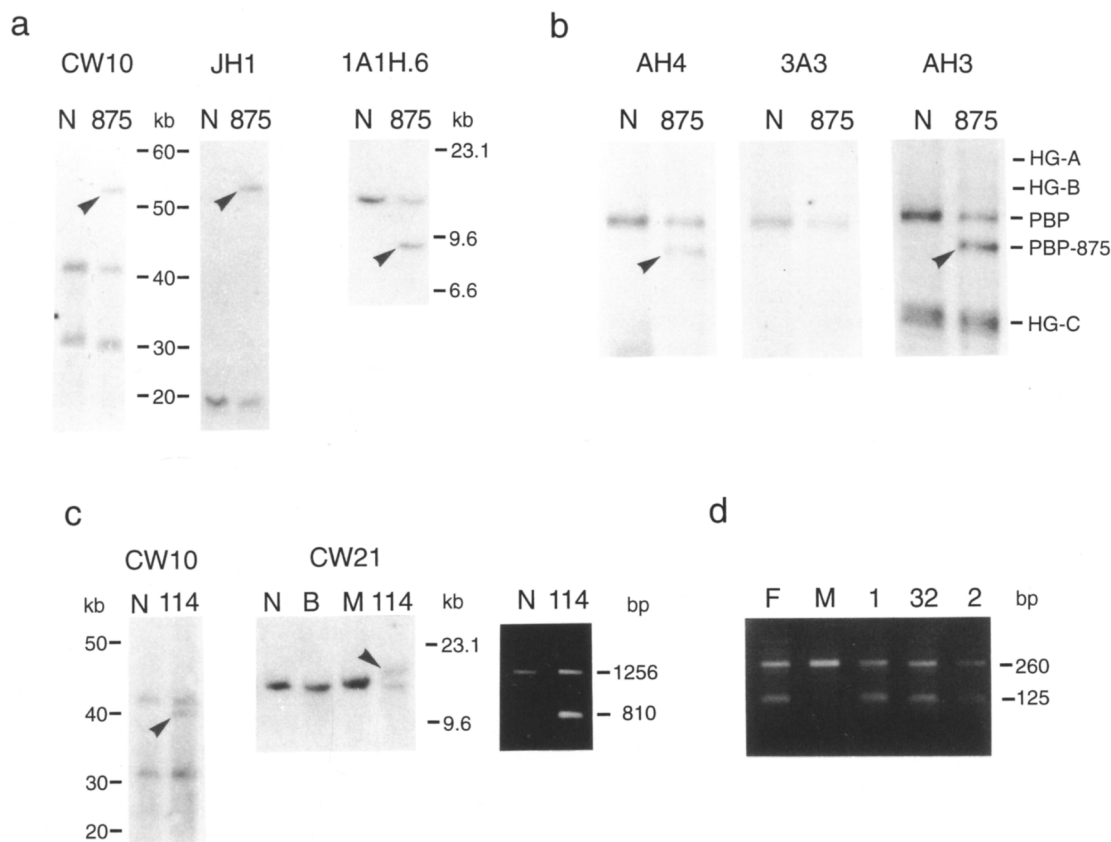 a
CW10 JH1 1A1H.6
N 875 kb N 875 N 875 kb
60
50
40
30
20
23.1
9.6
6.6
b
AH4 3A3 AH3
N 875 N 875 N 875
HG-A
HG-B
PBP
PBP-875
HG-C
c
CW10 CW21
kb N 114 N B M 114 kb N 114 bp
50
40
30
20
23.1
9.6
1256
810
d
F M 1 32 2 bp
260
125